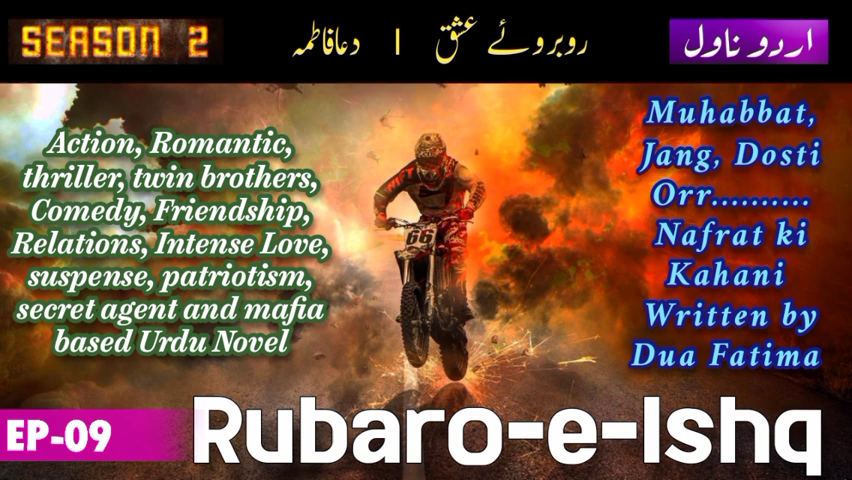 SEASON 2
روبروئے عشق | دعا فاطمہ
اردو ناول
Action, Romantic,
thriller, twin brothers,
Comedy, Friendship,
Relations, Intense Love,
suspense, patriotism,
secret agent and mafia
based Urdu Novel
Muhabbat,
Jang, Dosti
Orr..........
Nafrat ki
Kahani
Written by
Dua Fatima
66
EP-09
Rubaro-e-Ishq